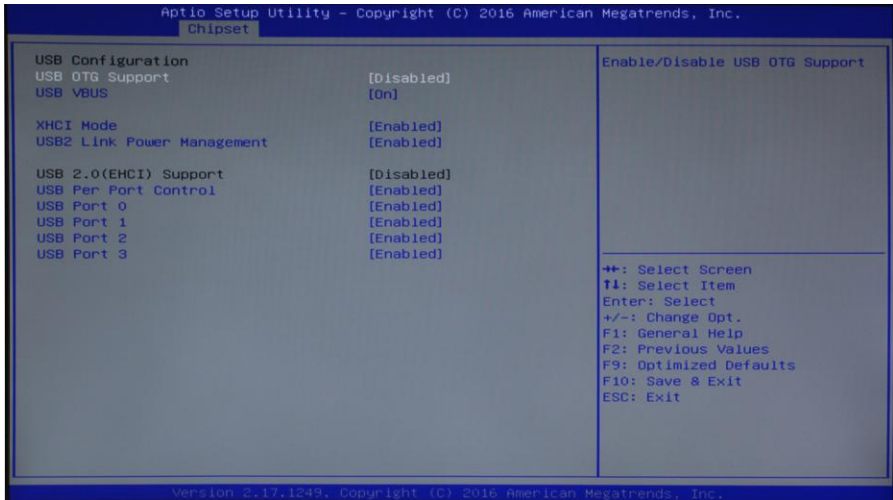 Aptio Setup Utility – Copyright (C) 2016 American Megatrends, Inc.
Chipset
USB Configuration
USB OTG Support [Disabled]
USB VBUS [On]
XHCI Mode [Enabled]
USB2 Link Power Management [Enabled]
USB 2.0(EHCI) Support [Disabled]
USB Per Port Control [Enabled]
USB Port 0 [Enabled]
USB Port 1 [Enabled]
USB Port 2 [Enabled]
USB Port 3 [Enabled]
Enable/Disable USB OTG Support
→←: Select Screen
↑↓: Select Item
Enter: Select
+/-: Change Opt.
F1: General Help
F2: Previous Values
F9: Optimized Defaults
F10: Save & Exit
ESC: Exit
Version 2.17.1249. Copyright (C) 2016 American Megatrends, Inc.